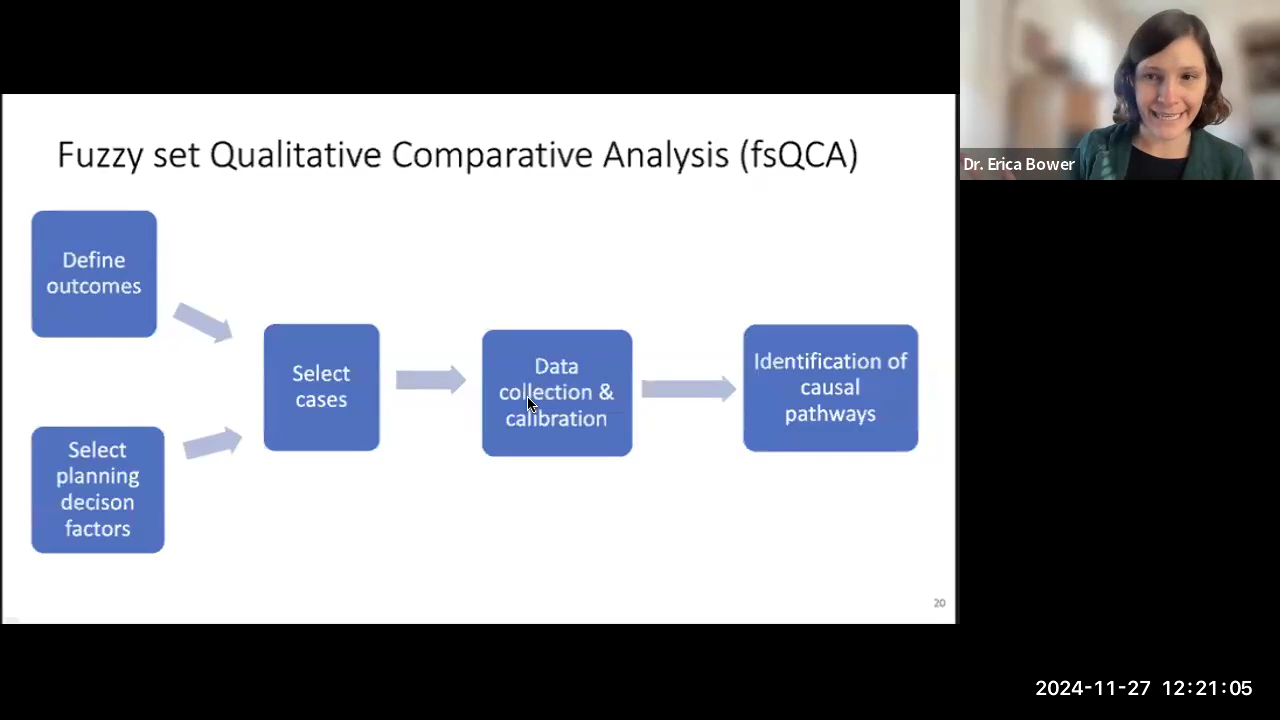 Fuzzy set Qualitative Comparative Analysis (fsQCA)
Define
outcomes
Select
planning
decison
factors
Select
cases
Data
collection &
calibration
Identification of
causal
pathways
20
Dr. Erica Bower
2024-11-27 12:21:05